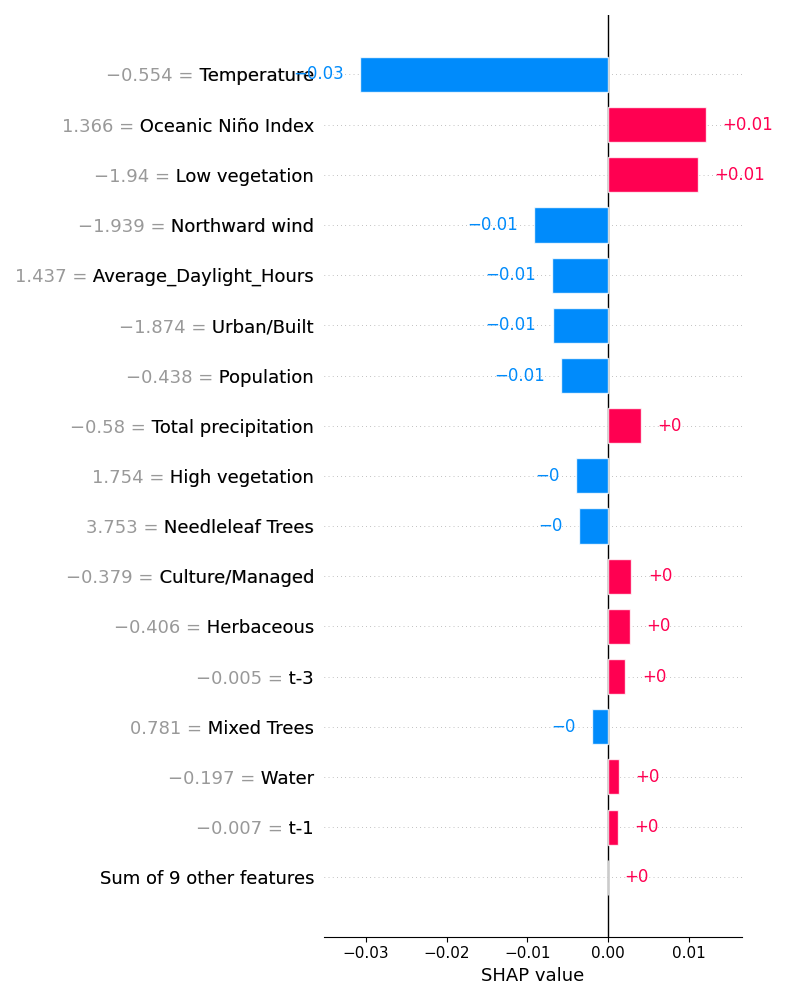 −0.554 = Temperature −0.03
1.366 = Oceanic Niño Index +0.01
−1.94 = Low vegetation +0.01
−1.939 = Northward wind −0.01
1.437 = Average_Daylight_Hours −0.01
−1.874 = Urban/Built −0.01
−0.438 = Population −0.01
−0.58 = Total precipitation +0
1.754 = High vegetation −0
3.753 = Needleleaf Trees −0
−0.379 = Culture/Managed +0
−0.406 = Herbaceous +0
−0.005 = t-3 +0
0.781 = Mixed Trees −0
−0.197 = Water +0
−0.007 = t-1 +0
Sum of 9 other features +0
−0.03 −0.02 −0.01 0.00 0.01
SHAP value